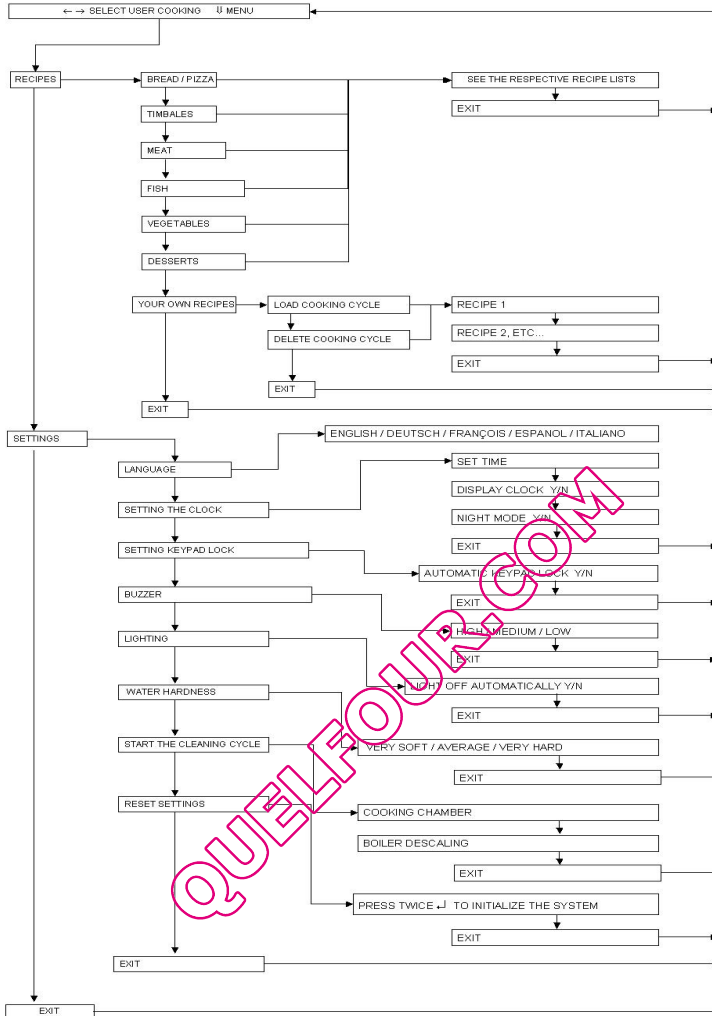 ← → SELECT USER COOKING ⇓ MENU
RECIPES
BREAD / PIZZA
SEE THE RESPECTIVE RECIPE LISTS
EXIT
TIMBALES
MEAT
FISH
VEGETABLES
DESSERTS
YOUR OWN RECIPES
LOAD COOKING CYCLE
RECIPE 1
RECIPE 2, ETC...
DELETE COOKING CYCLE
EXIT
EXIT
EXIT
SETTINGS
ENGLISH / DEUTSCH / FRANÇOIS / ESPANOL / ITALIANO
LANGUAGE
SET TIME
DISPLAY CLOCK Y/N
SETTING THE CLOCK
NIGHT MODE Y/N
EXIT
SETTING KEYPAD LOCK
AUTOMATIC KEYPAD LOCK Y/N
EXIT
BUZZER
HIGH / MEDIUM / LOW
EXIT
LIGHTING
LIGHT OFF AUTOMATICALLY Y/N
EXIT
WATER HARDNESS
VERY SOFT / AVERAGE / VERY HARD
EXIT
START THE CLEANING CYCLE
COOKING CHAMBER
BOILER DESCALING
EXIT
RESET SETTINGS
PRESS TWICE ↵ TO INITIALIZE THE SYSTEM
EXIT
EXIT
EXIT
QUELFOUR.COM